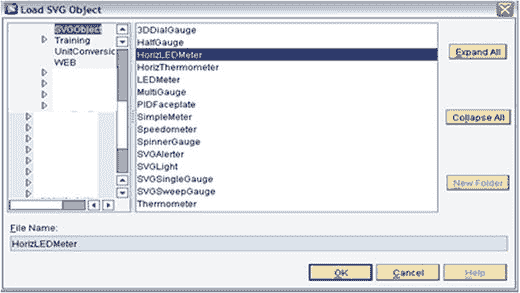 Load SVG Object
SVGObject
Training
UnitConversio
WEB
3DDialGauge
HalfGauge
HorizLEDMeter
HorizThermometer
LEDMeter
MultiGauge
PIDFaceplate
SimpleMeter
Speedometer
SpinnerGauge
SVGAlerter
SVGLight
SVGSingleGauge
SVGSweepGauge
Thermometer
Expand All
Collapse All
New Folder
File Name:
HorizLEDMeter
OK Cancel Help